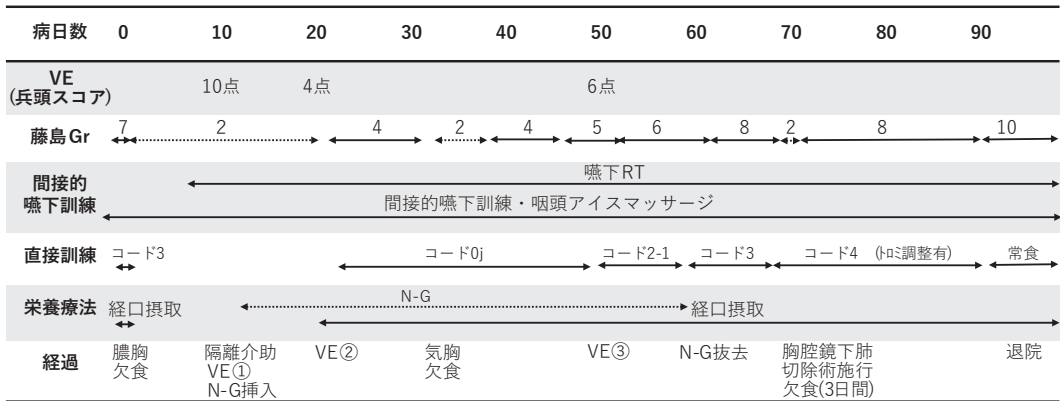 病日数 0 10 20 30 40 50 60 70 80 90
VE
(兵頭スコア) 10点 4点 6点
藤島Gr 7 2 4 2 4 5 6 8 2 8 10
間接的
嚥下訓練
嚥下RT
間接的嚥下訓練・咽頭アイスマッサージ
直接訓練 コード3 コード0j コード2-1 コード3 コード4 (トロミ調整有) 常食
栄養療法 経口摂取 N-G 経口摂取
経過
膿胸
欠食
隔離介助
VE①
N-G挿入
VE②
気胸
欠食
VE③
N-G抜去
胸腔鏡下肺
切除術施行
欠食(3日間)
退院